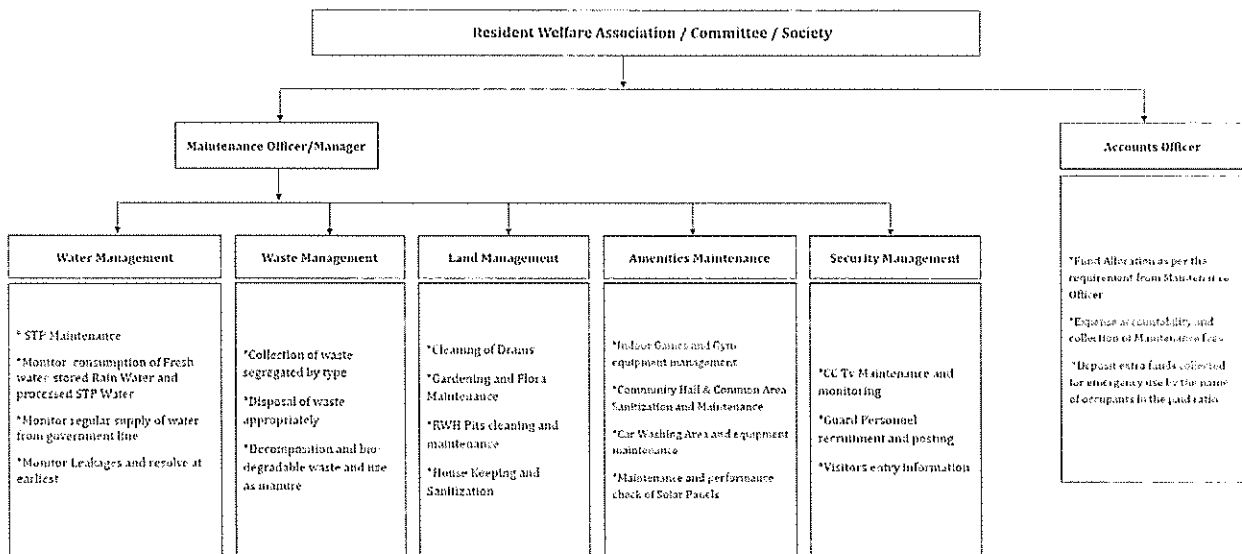 Resident Welfare Association / Committee / Society
Maintenance Officer/Manager
Accounts Officer
Water Management
* STP Maintenance
*Monitor consumption of Fresh
water stored Rain Water and
processed STP Water
*Monitor regular supply of water
from government line
*Monitor Leakages and resolve at
earliest
Waste Management
*Collection of waste
segregated by type
*Disposal of waste
appropriately
*Decomposition and bio-
degradable waste and use
as manure
Land Management
*Cleaning of Drains
*Gardening and Flora
Maintenance
*RWH Pits cleaning and
maintenance
*House Keeping and
Sanitization
Amenities Maintenance
*Indoor Games and Gym
equipment management
*Community Hall & Common Area
Sanitization and Maintenance
*Car Washing Area and equipment
maintenance
*Maintenance and performance
check of Solar Panels
Security Management
*CC Tv Maintenance and
monitoring
*Guard Personnel
recruitment and posting
*Visitors entry information
*Fund Allocation as per the
requirement from Maintenance
Officer
*Expense accountability and
collection of Maintenance fees
*Deposit extra funds collected
for emergency use by the name
of occupants in the paid ratio